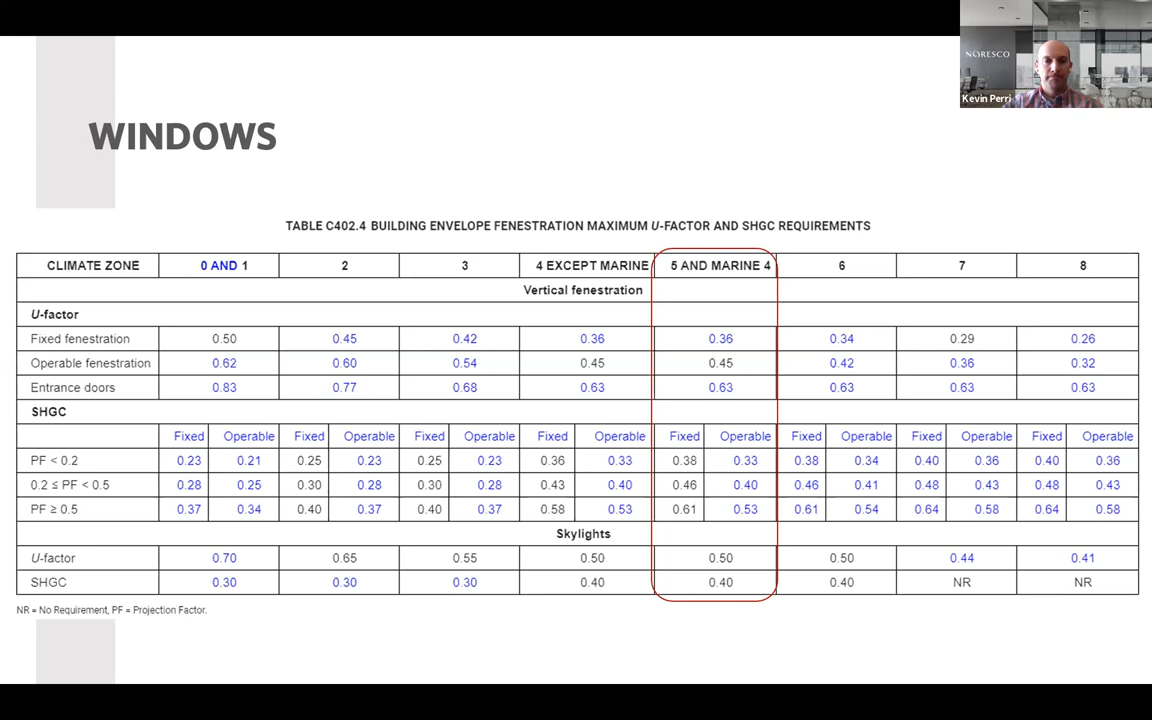 NORESCO
Kevin Perri
WINDOWS
TABLE C402.4 BUILDING ENVELOPE FENESTRATION MAXIMUM U-FACTOR AND SHGC REQUIREMENTS
CLIMATE ZONE 0 AND 1 2 3 4 EXCEPT MARINE 5 AND MARINE 4 6 7 8
Vertical fenestration
U-factor
Fixed fenestration 0.50 0.45 0.42 0.36 0.36 0.34 0.29 0.26
Operable fenestration 0.62 0.60 0.54 0.45 0.45 0.42 0.36 0.32
Entrance doors 0.83 0.77 0.68 0.63 0.63 0.63 0.63 0.63
SHGC
Fixed Operable Fixed Operable Fixed Operable Fixed Operable Fixed Operable Fixed Operable Fixed Operable Fixed Operable
PF < 0.2 0.23 0.21 0.25 0.23 0.25 0.23 0.36 0.33 0.38 0.33 0.38 0.34 0.40 0.36 0.40 0.36
0.2 ≤ PF < 0.5 0.28 0.25 0.30 0.28 0.30 0.28 0.43 0.40 0.46 0.40 0.46 0.41 0.48 0.43 0.48 0.43
PF ≥ 0.5 0.37 0.34 0.40 0.37 0.40 0.37 0.58 0.53 0.61 0.53 0.61 0.54 0.64 0.58 0.64 0.58
Skylights
U-factor 0.70 0.65 0.55 0.50 0.50 0.50 0.44 0.41
SHGC 0.30 0.30 0.30 0.40 0.40 0.40 NR NR
NR = No Requirement, PF = Projection Factor.